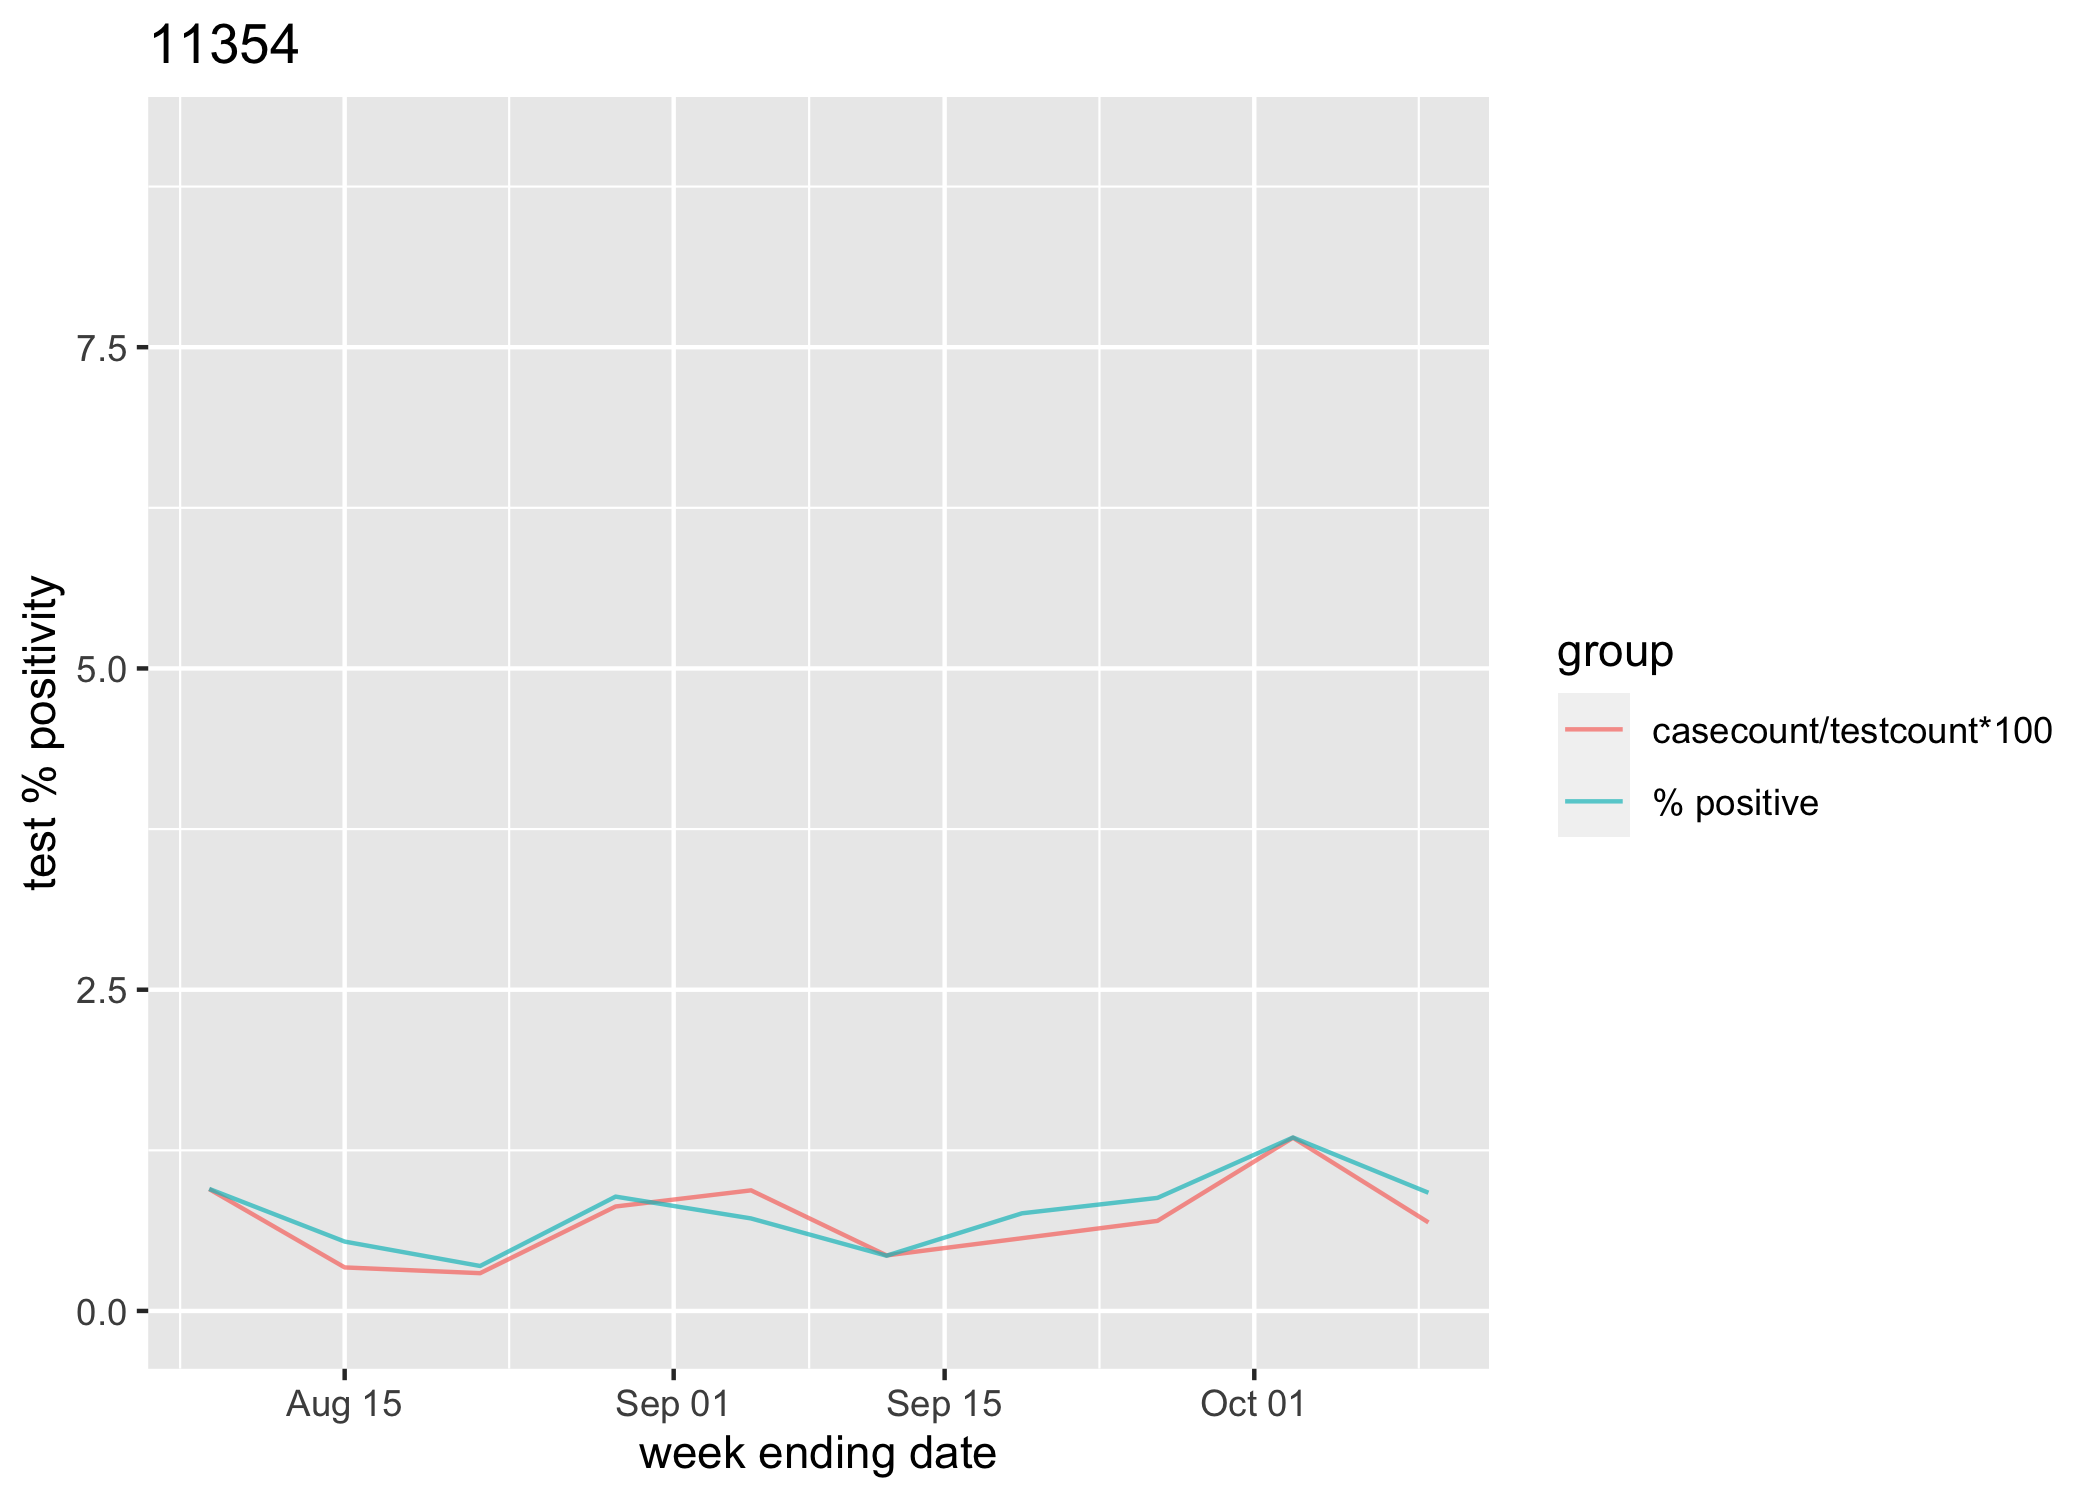 11354
7.5
5.0
2.5
0.0
test % positivity
Aug 15
Sep 01
Sep 15
Oct 01
week ending date
group
casecount/testcount*100
% positive